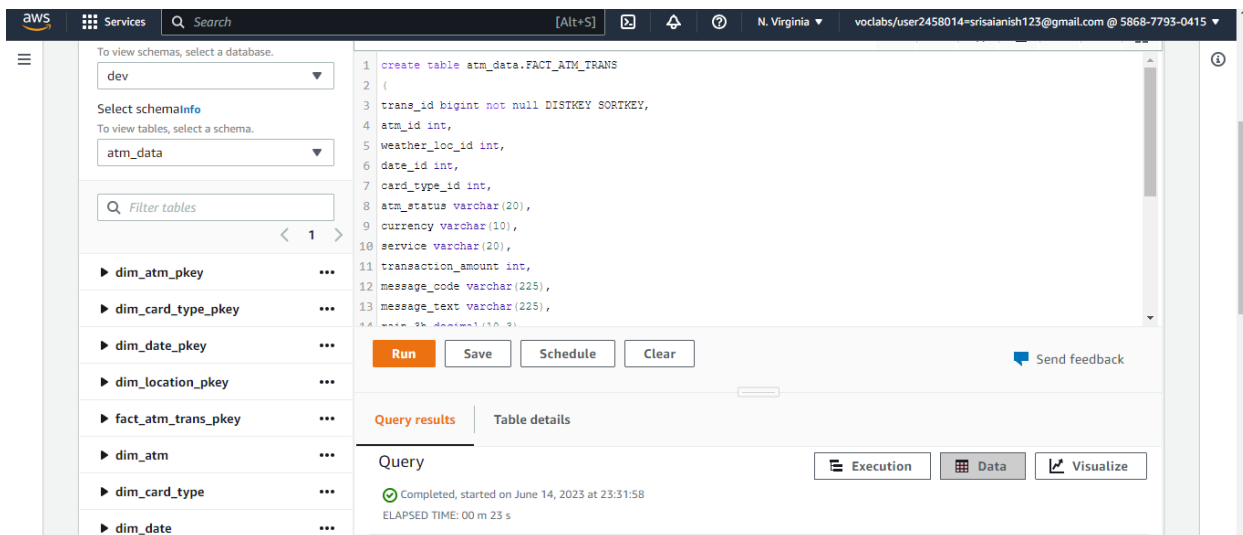 aws
Services
Search
[Alt+S]
N. Virginia
voclabs/user2458014=srisaianish123@gmail.com @ 5868-7793-0415
To view schemas, select a database.
dev
Select schemaInfo
To view tables, select a schema.
atm_data
Filter tables
1
dim_atm_pkey
dim_card_type_pkey
dim_date_pkey
dim_location_pkey
fact_atm_trans_pkey
dim_atm
dim_card_type
dim_date
1 create table atm_data.FACT_ATM_TRANS
2 (
3 trans_id bigint not null DISTKEY SORTKEY,
4 atm_id int,
5 weather_loc_id int,
6 date_id int,
7 card_type_id int,
8 atm_status varchar(20),
9 currency varchar(10),
10 service varchar(20),
11 transaction_amount int,
12 message_code varchar(225),
13 message_text varchar(225),
14 rain_3h decimal(10,3)
Run
Save
Schedule
Clear
Send feedback
Query results
Table details
Query
Execution
Data
Visualize
Completed, started on June 14, 2023 at 23:31:58
ELAPSED TIME: 00 m 23 s